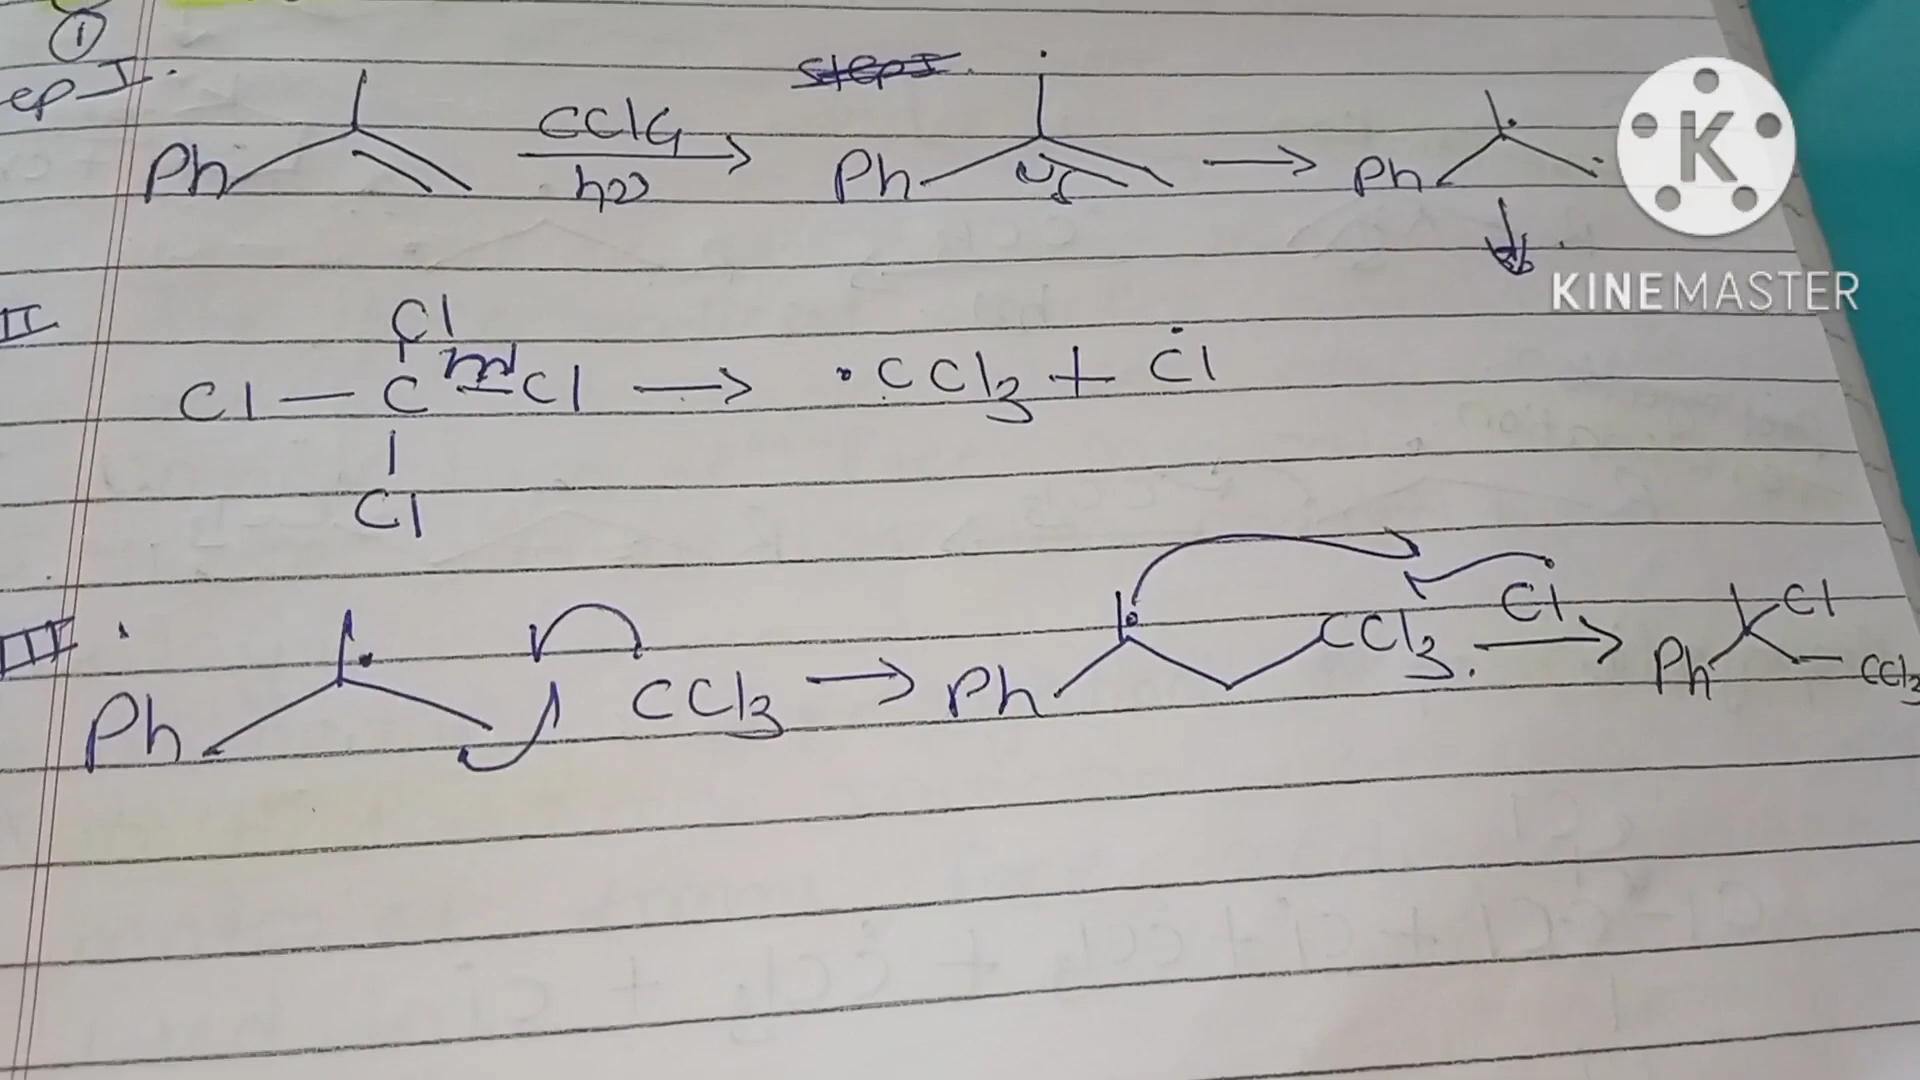 ①
ep I.
Step I.
Ph CCl4 hν Ph Ph
K
KINEMASTER
II
Cl
Cl — C — Cl → •CCl3 + Cl
Cl
III .
Ph CCl3 → Ph CCl3. Cl → Ph Cl CCl3